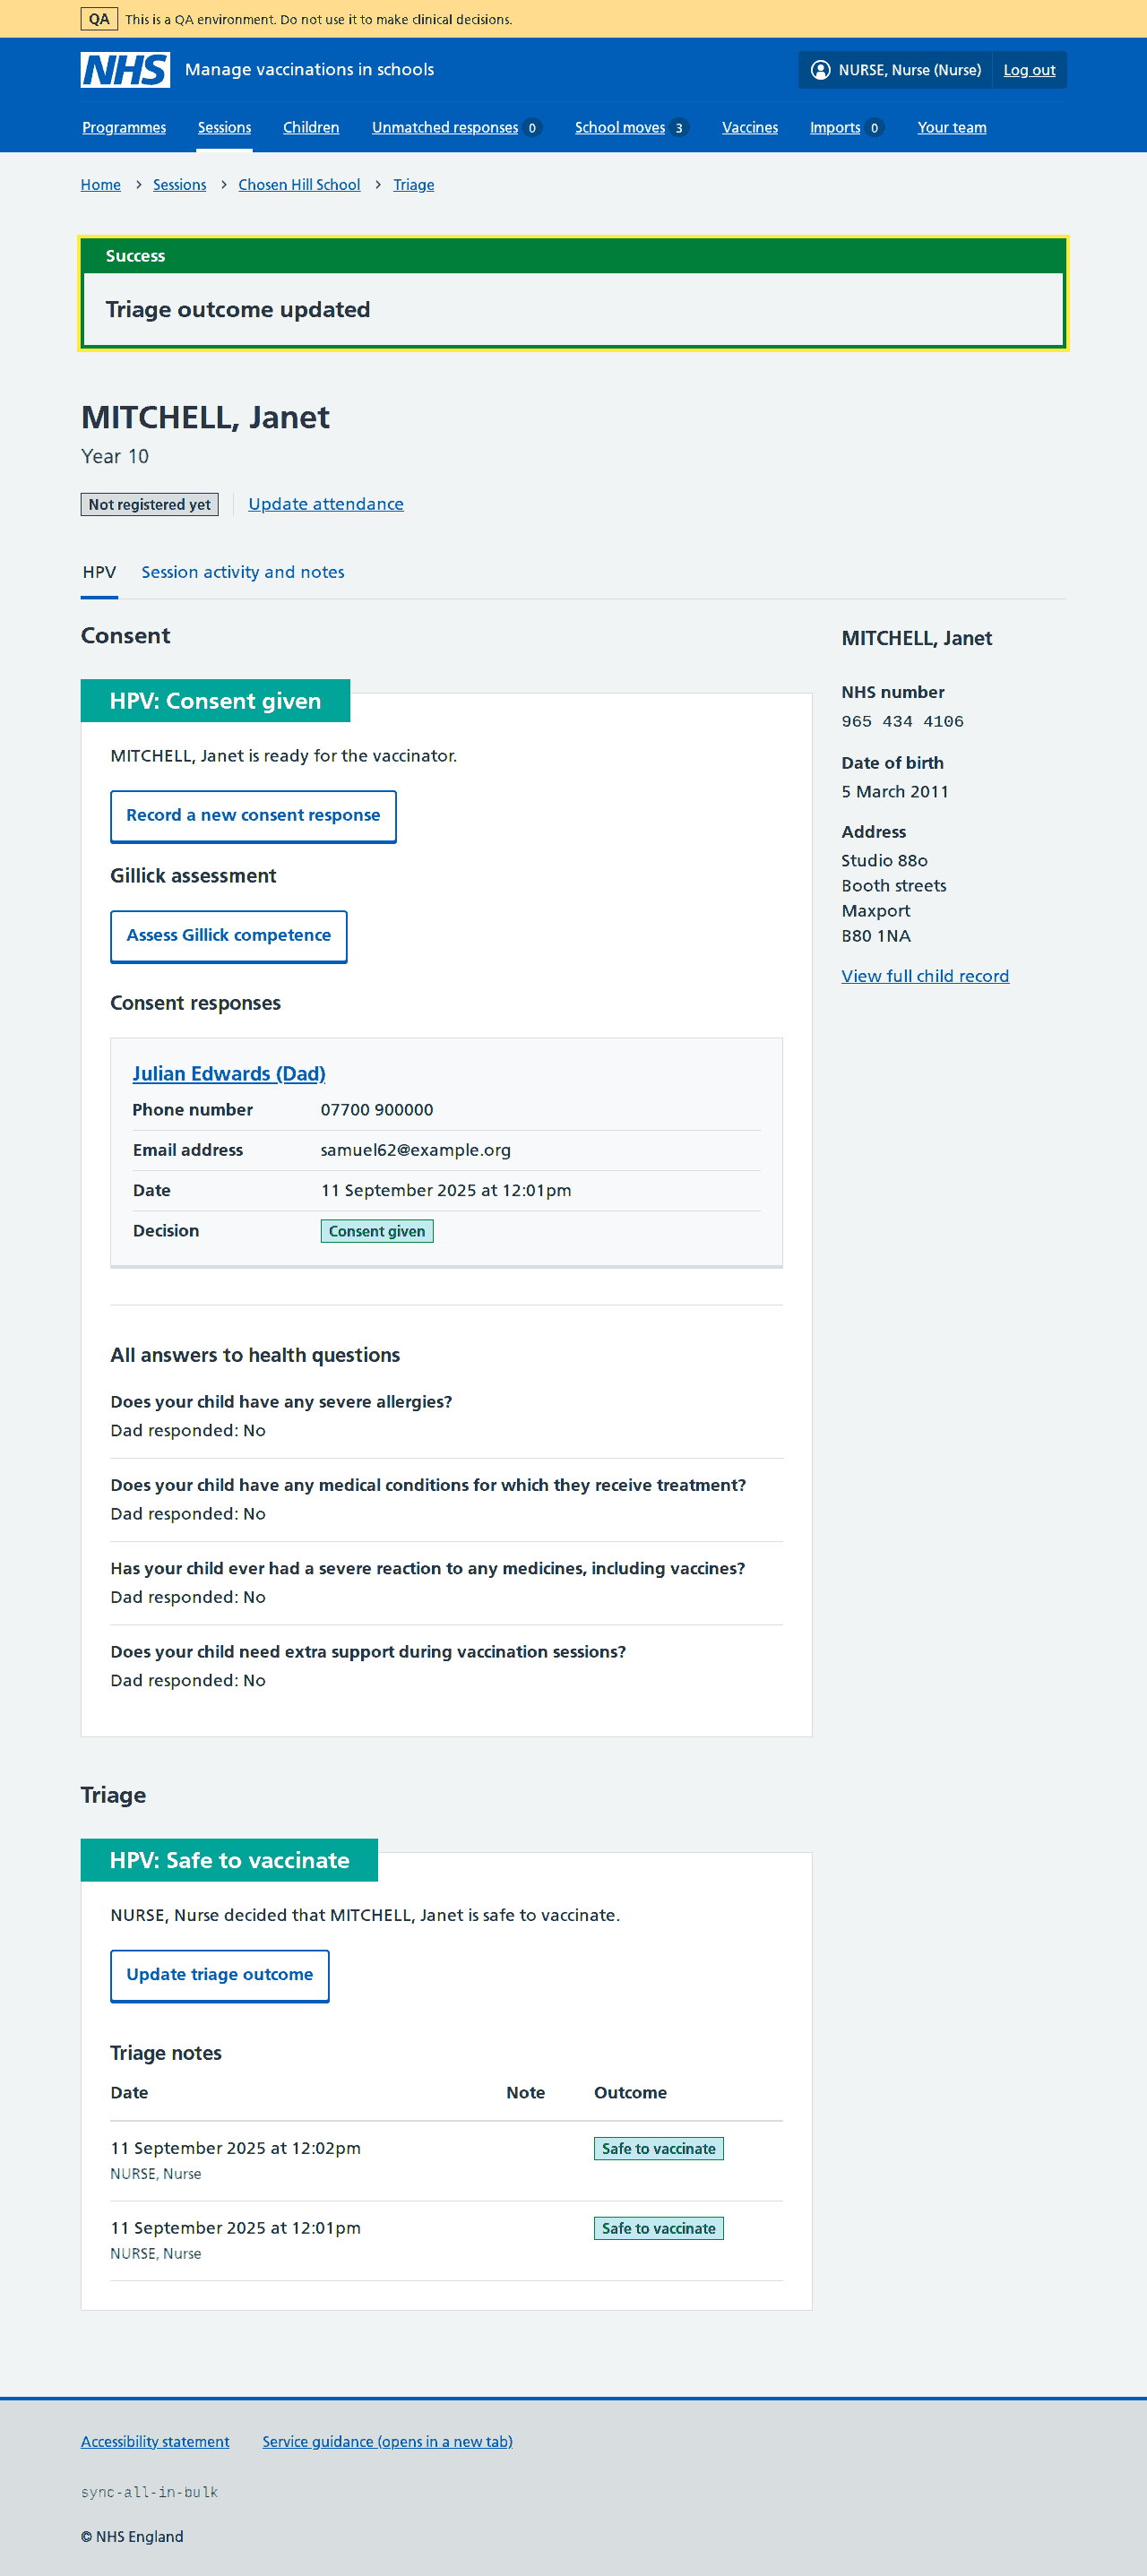 QA This is a QA environment. Do not use it to make clinical decisions.
NHS Manage vaccinations in schools NURSE, Nurse (Nurse) Log out
Programmes Sessions Children Unmatched responses 0 School moves 3 Vaccines Imports 0 Your team
Home > Sessions > Chosen Hill School > Triage
Success
Triage outcome updated
MITCHELL, Janet
Year 10
Not registered yet Update attendance
HPV Session activity and notes
Consent
HPV: Consent given
MITCHELL, Janet is ready for the vaccinator.
Record a new consent response
Gillick assessment
Assess Gillick competence
Consent responses
Julian Edwards (Dad)
Phone number 07700 900000
Email address samuel62@example.org
Date 11 September 2025 at 12:01pm
Decision Consent given
All answers to health questions
Does your child have any severe allergies?
Dad responded: No
Does your child have any medical conditions for which they receive treatment?
Dad responded: No
Has your child ever had a severe reaction to any medicines, including vaccines?
Dad responded: No
Does your child need extra support during vaccination sessions?
Dad responded: No
MITCHELL, Janet
NHS number
965 434 4106
Date of birth
5 March 2011
Address
Studio 88o
Booth streets
Maxport
B80 1NA
View full child record
Triage
HPV: Safe to vaccinate
NURSE, Nurse decided that MITCHELL, Janet is safe to vaccinate.
Update triage outcome
Triage notes
Date Note Outcome
11 September 2025 at 12:02pm Safe to vaccinate
NURSE, Nurse
11 September 2025 at 12:01pm Safe to vaccinate
NURSE, Nurse
Accessibility statement Service guidance (opens in a new tab)
sync-all-in-bulk
© NHS England